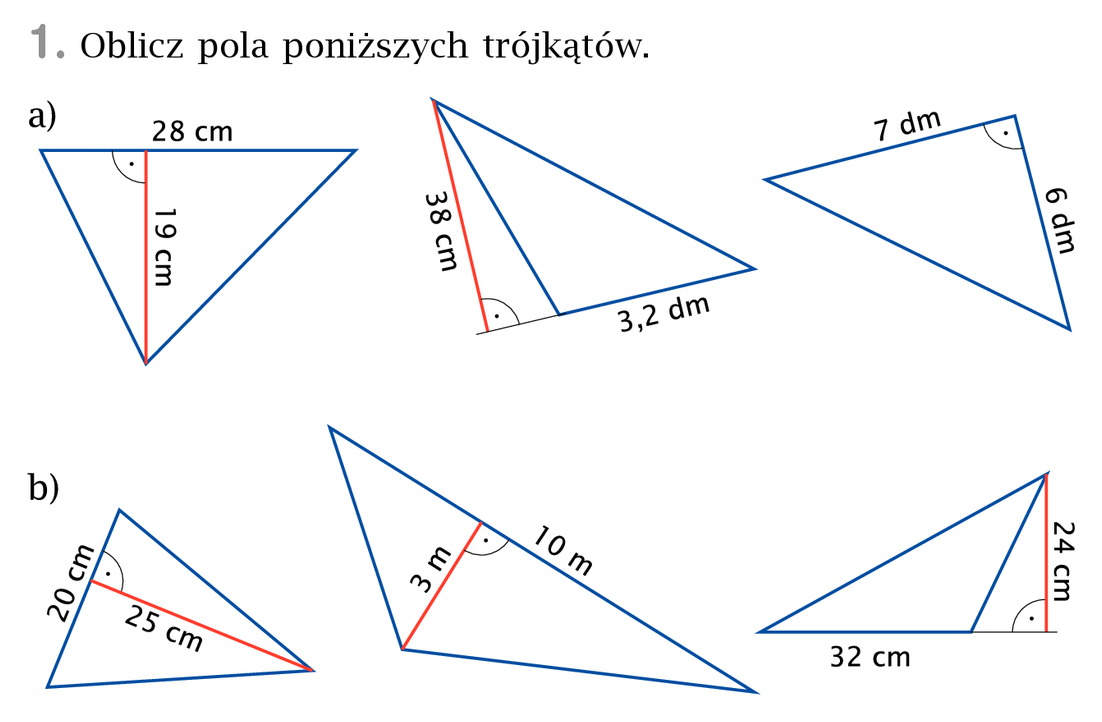 1. Oblicz pola poniższych trójkątów.
a)
28 cm
19 cm
38 cm
3,2 dm
7 dm
6 dm
b)
20 cm
25 cm
3 m
10 m
32 cm
24 cm